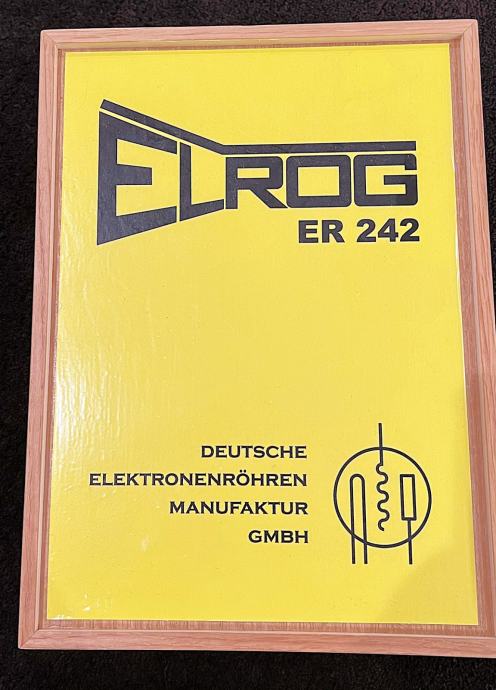 ELROG
ER 242
DEUTSCHE
ELEKTRONENRÖHREN
MANUFAKTUR
GMBH